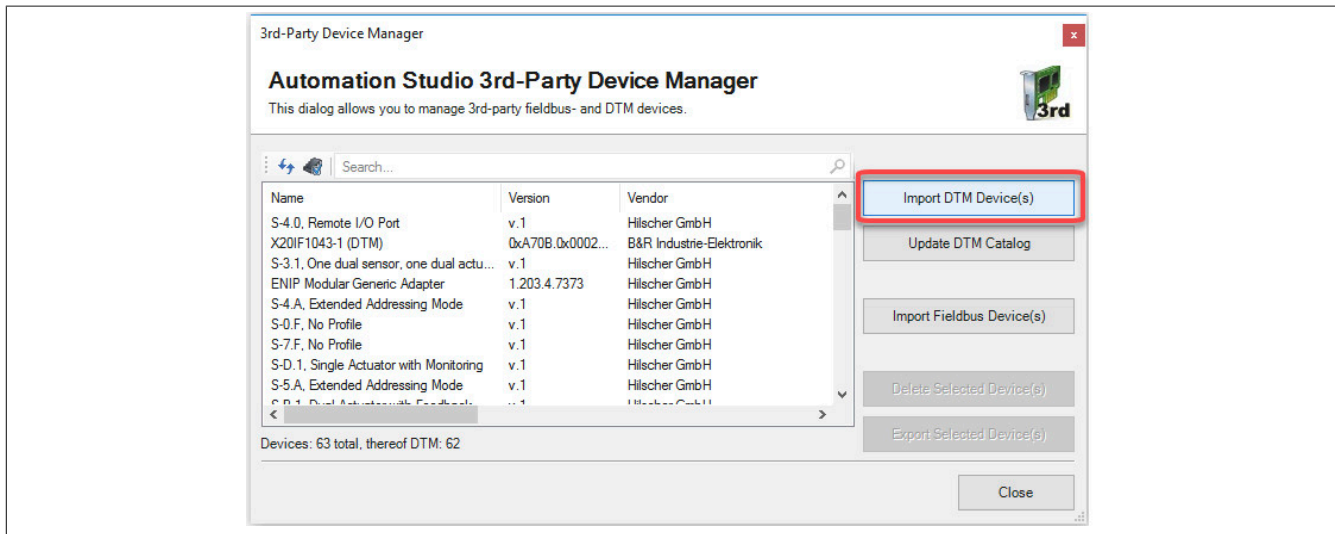 3rd-Party Device Manager
x
Automation Studio 3rd-Party Device Manager
This dialog allows you to manage 3rd-party fieldbus- and DTM devices.
3rd
Search...
Name Version Vendor
S-4.0, Remote I/O Port v.1 Hilscher GmbH
X20IF1043-1 (DTM) 0xA70B.0x0002... B&R Industrie-Elektronik
S-3.1, One dual sensor, one dual actu... v.1 Hilscher GmbH
ENIP Modular Generic Adapter 1.203.4.7373 Hilscher GmbH
S-4.A, Extended Addressing Mode v.1 Hilscher GmbH
S-0.F, No Profile v.1 Hilscher GmbH
S-7.F, No Profile v.1 Hilscher GmbH
S-D.1, Single Actuator with Monitoring v.1 Hilscher GmbH
S-5.A, Extended Addressing Mode v.1 Hilscher GmbH
Devices: 63 total, thereof DTM: 62
Import DTM Device(s)
Update DTM Catalog
Import Fieldbus Device(s)
Delete Selected Device(s)
Export Selected Device(s)
Close